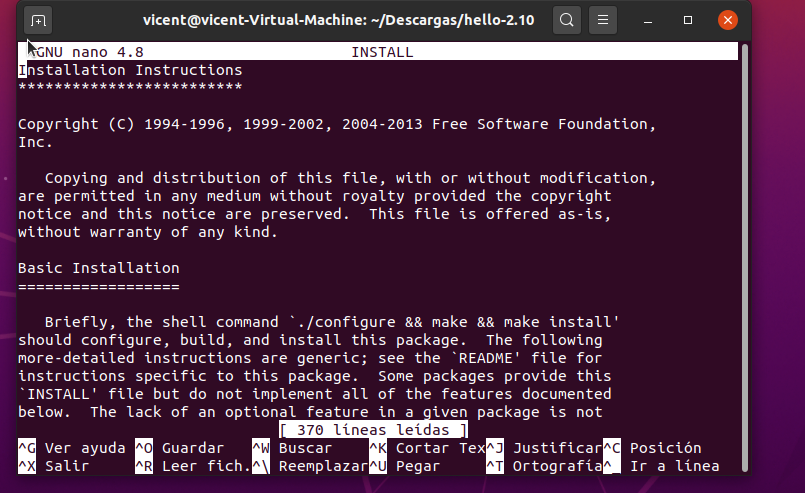 vicent@vicent-Virtual-Machine: ~/Descargas/hello-2.10
GNU nano 4.8 INSTALL
Installation Instructions
*************************
Copyright (C) 1994-1996, 1999-2002, 2004-2013 Free Software Foundation,
Inc.
Copying and distribution of this file, with or without modification,
are permitted in any medium without royalty provided the copyright
notice and this notice are preserved.  This file is offered as-is,
without warranty of any kind.
Basic Installation
==================
Briefly, the shell command `./configure && make && make install'
should configure, build, and install this package.  The following
more-detailed instructions are generic; see the `README' file for
instructions specific to this package.  Some packages provide this
`INSTALL' file but do not implement all of the features documented
below.  The lack of an optional feature in a given package is not
[ 370 líneas leídas ]
^G Ver ayuda ^O Guardar ^W Buscar ^K Cortar Tex^J Justificar^C Posición
^X Salir ^R Leer fich.^\ Reemplazar^U Pegar ^T Ortografía^_ Ir a línea